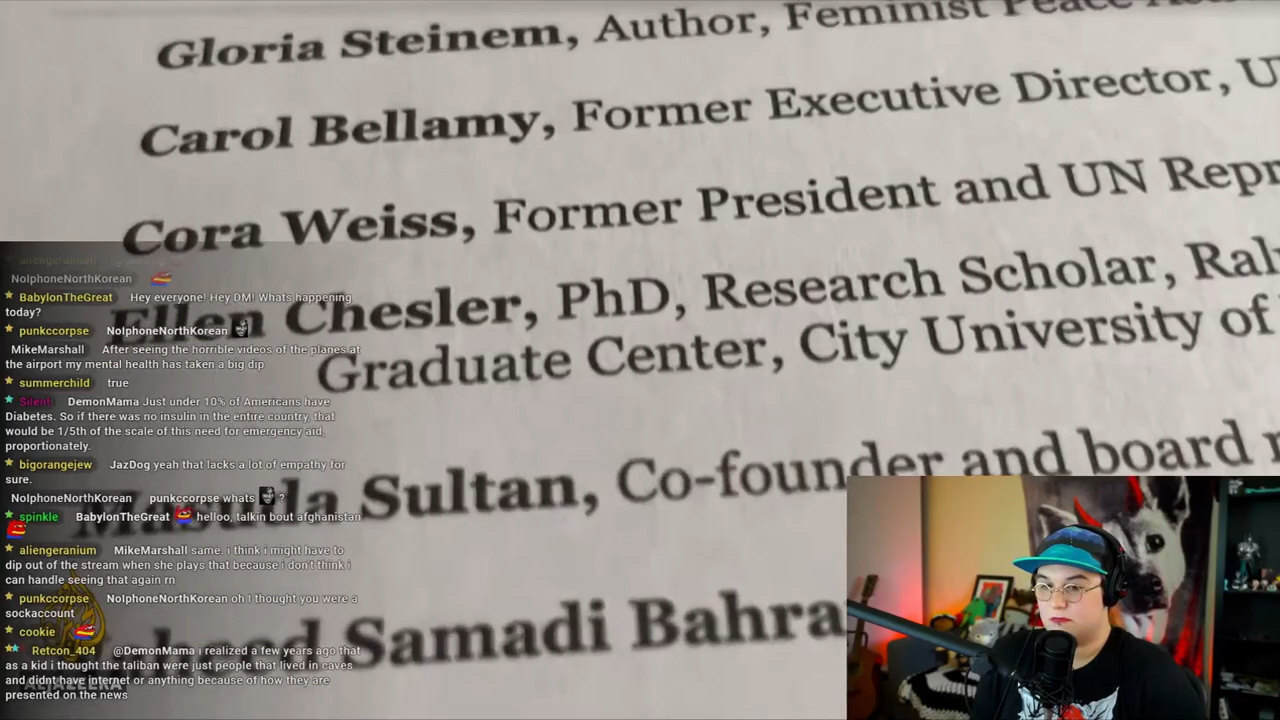 Gloria Steinem, Author, Feminist Peace
Carol Bellamy, Former Executive Director,
Cora Weiss, Former President and UN
Ellen Chesler, PhD, Research Scholar,
Graduate Center, City University of
Sultan, Co-founder and board
Samadi
NoIphoneNorthKorean
BabylonTheGreat Hey everyone! Hey DM! Whats happening
today?
punkccorpse NoIphoneNorthKorean
MikeMarshall After seeing the horrible videos of the planes at
the airport my mental health has taken a big dip
summerchild true
Silent DemonMama Just under 10% of Americans have
Diabetes. So if there was no insulin in the entire country, that
would be 1/5th of the scale of this need for emergency aid,
proportionately.
bigorangejew JazDog yeah that lacks a lot of empathy for
sure.
NoIphoneNorthKorean punkccorpse whats ?
spinkle BabylonTheGreat helloo, talkin bout afghanistan
aliengeranium MikeMarshall same. i think i might have to
dip out of the stream when she plays that because i don't think i
can handle seeing that again rn
punkccorpse NoIphoneNorthKorean oh I thought you were a
sockaccount
cookie
Retcon_404 @DemonMama i realized a few years ago that
as a kid i thought the taliban were just people that lived in caves
and didnt have internet or anything because of how they are
presented on the news
ALJAZEERA